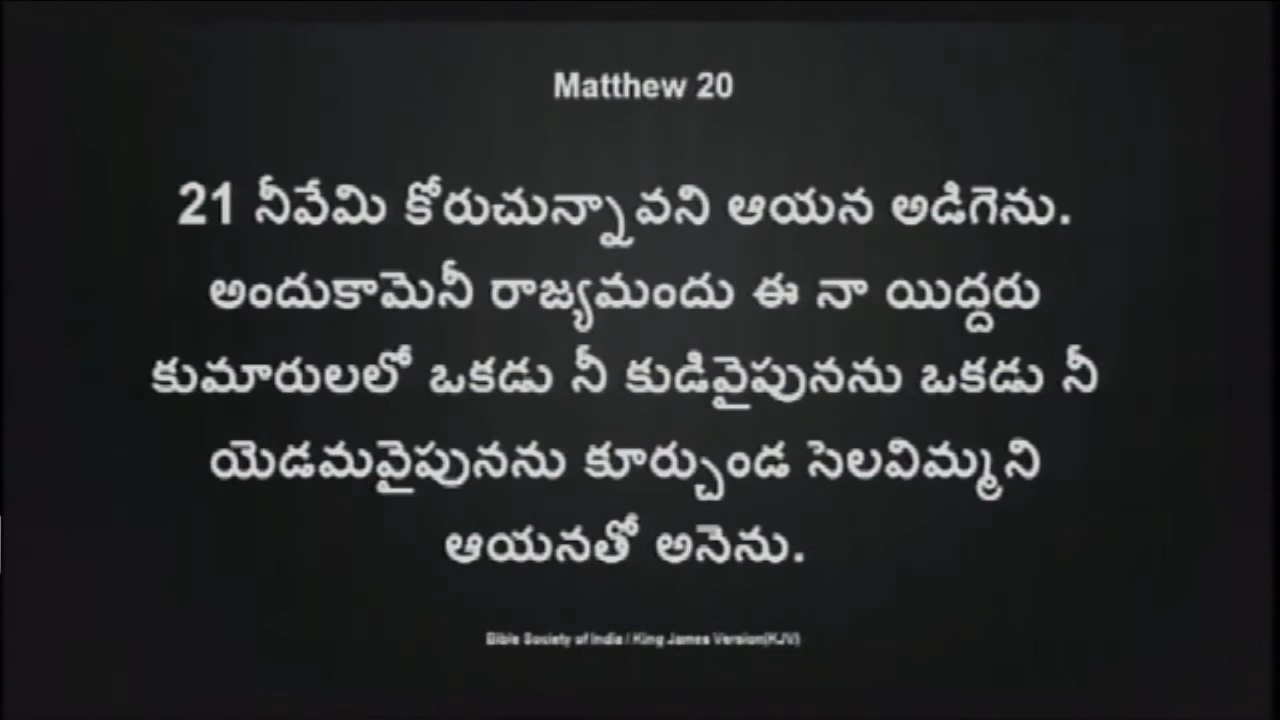 Matthew 20
21 నీవేమి కోరుచున్నావని ఆయన అడిగెను.
అందుకామెనీ రాజ్యమందు ఈ నా యిద్దరు
కుమారులలో ఒకడు నీ కుడివైపునను ఒకడు నీ
యెడమవైపునను కూర్చుండ సెలవిమ్మని
ఆయనతో అనెను.
Bible Society of India / King James Version(KJV)